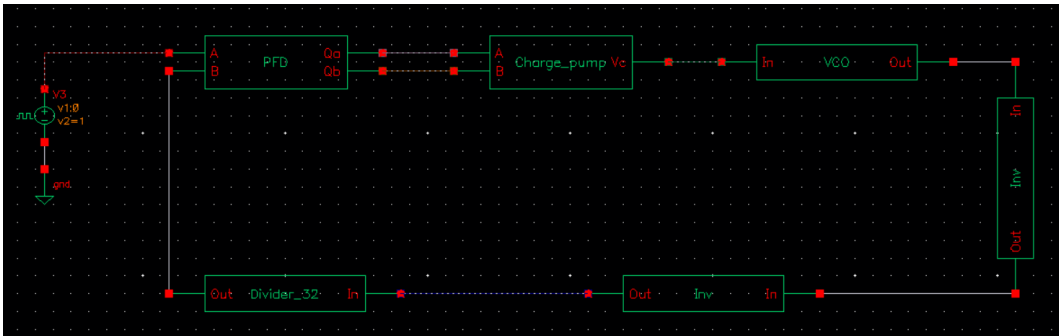 A PFD Qa
B Qb
A Charge_pump Vc
B
In VCO Out
V3
v1:0
v2=1
gnd
In
Inv
Out
Out Divider_32 In
Out Inv In